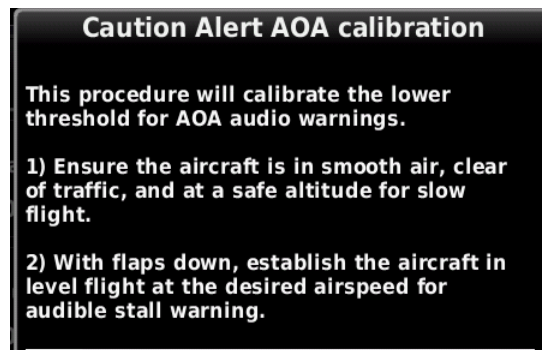 Caution Alert AOA calibration
This procedure will calibrate the lower
threshold for AOA audio warnings.
1) Ensure the aircraft is in smooth air, clear
of traffic, and at a safe altitude for slow
flight.
2) With flaps down, establish the aircraft in
level flight at the desired airspeed for
audible stall warning.